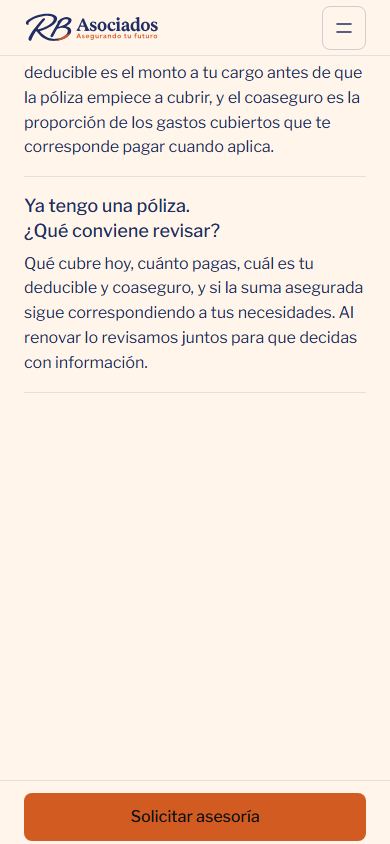 RB Asociados
Asegurando tu futuro
deducible es el monto a tu cargo antes de que
la póliza empiece a cubrir, y el coaseguro es la
proporción de los gastos cubiertos que te
corresponde pagar cuando aplica.
Ya tengo una póliza.
¿Qué conviene revisar?
Qué cubre hoy, cuánto pagas, cuál es tu
deducible y coaseguro, y si la suma asegurada
sigue correspondiendo a tus necesidades. Al
renovar lo revisamos juntos para que decidas
con información.
Solicitar asesoría